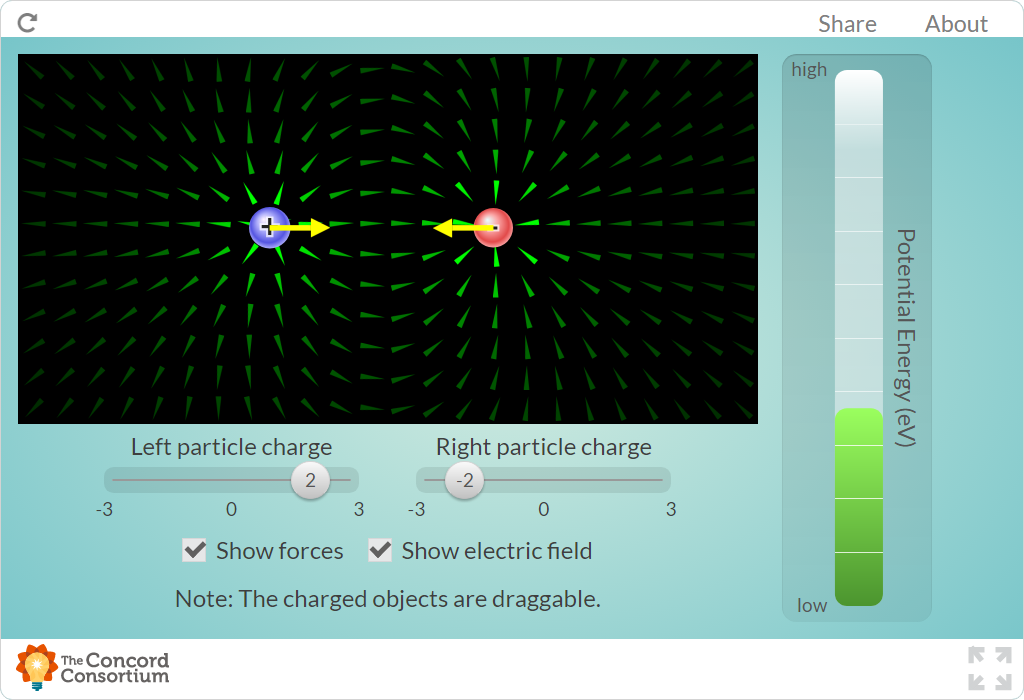 Share About
high
+
-
Potential Energy (eV)
Left particle charge Right particle charge
2 -2
-3 0 3 -3 0 3
Show forces Show electric field
Note: The charged objects are draggable.
low
The Concord
Consortium